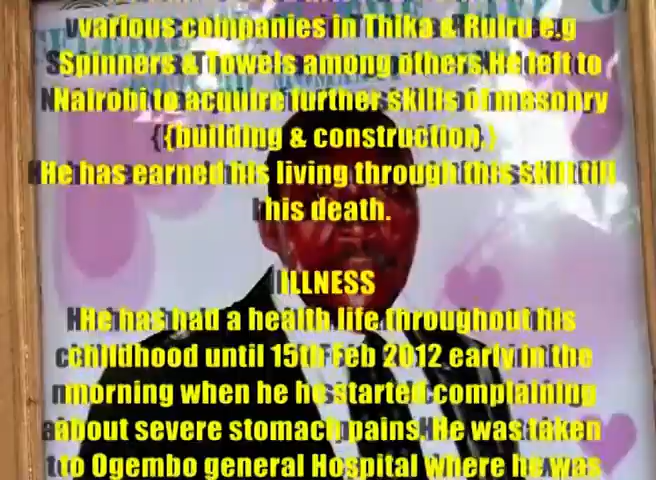 various companies in Thika & Ruiru e.g
Spinners & Towels among others.He left to
Nairobi to acquire further skills of masonry
{building & construction.}
He has earned his living through this skill till
his death.
ILLNESS
He has had a health life throughout his
childhood until 15th Feb 2012 early in the
morning when he he started complaining
about severe stomach pains. He was taken
to Ogembo general Hospital where he was